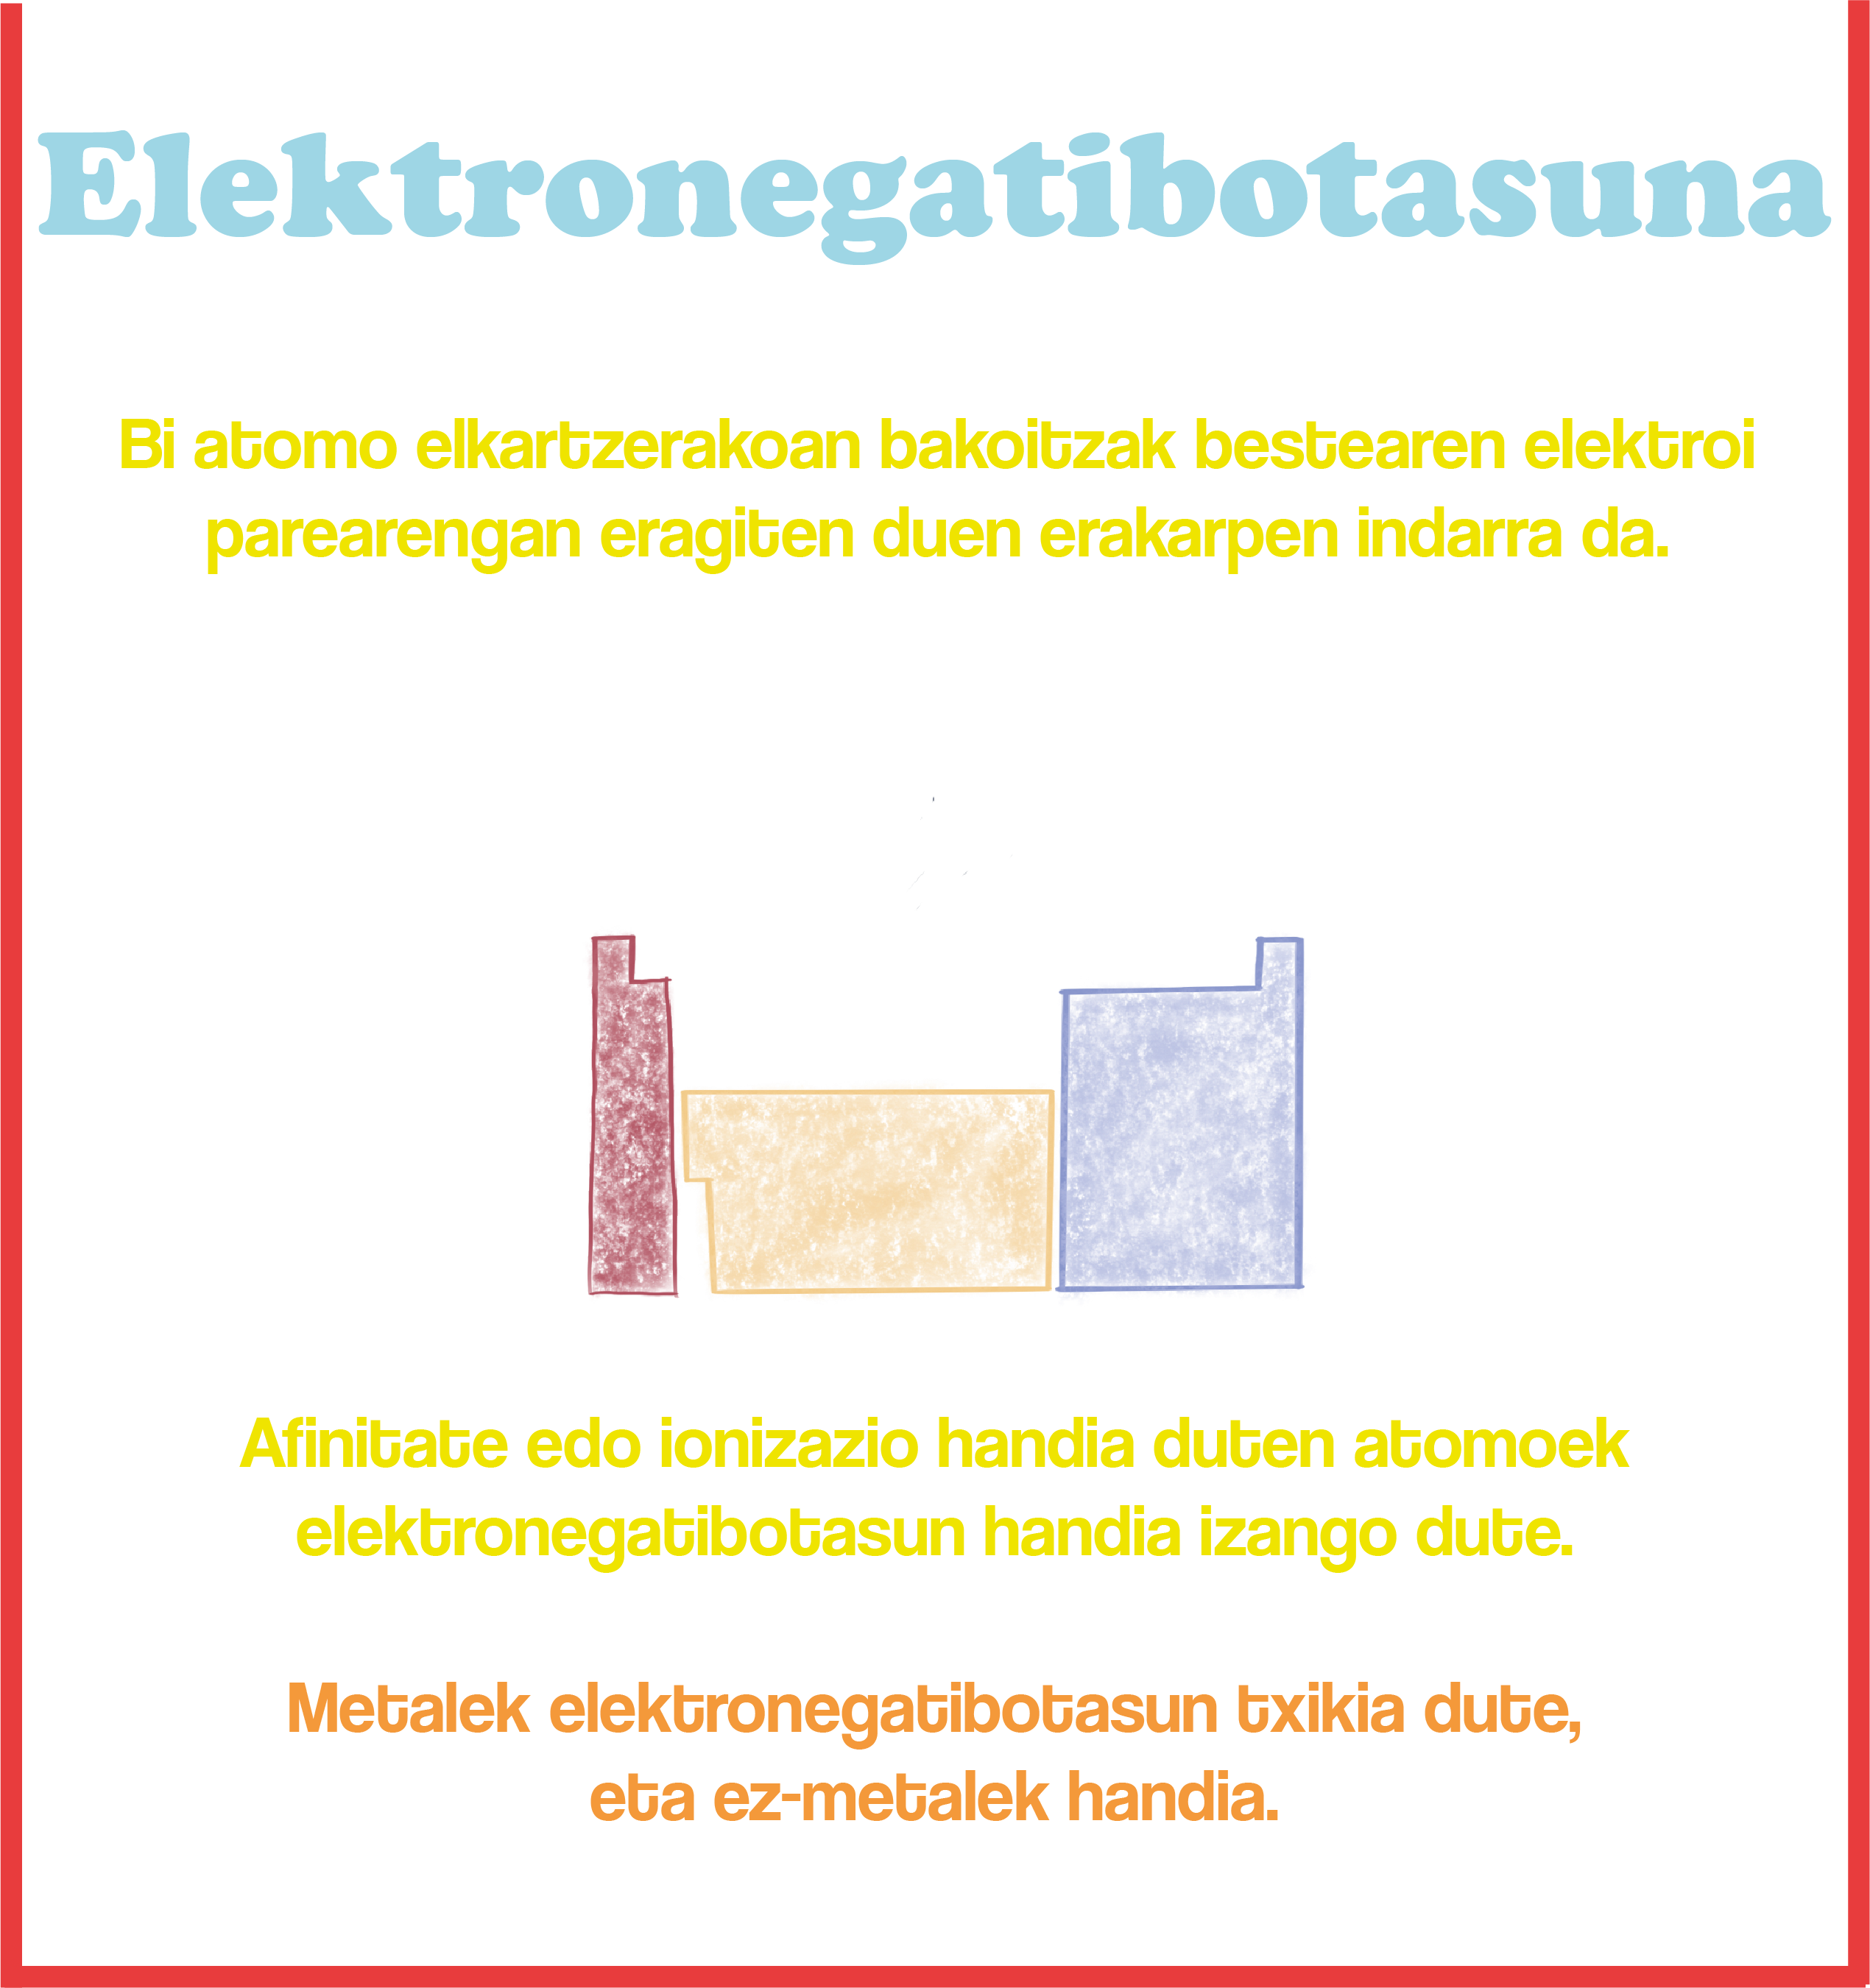 Elektronegatibotasuna
Bi atomo elkartzerakoan bakoitzak bestearen elektroi
parearengan eragiten duen erakarpen indarra da.
Afinitate edo ionizazio handia duten atomoek
elektronegatibotasun handia izango dute.
Metalek elektronegatibotasun txikia dute,
eta ez-metalek handia.